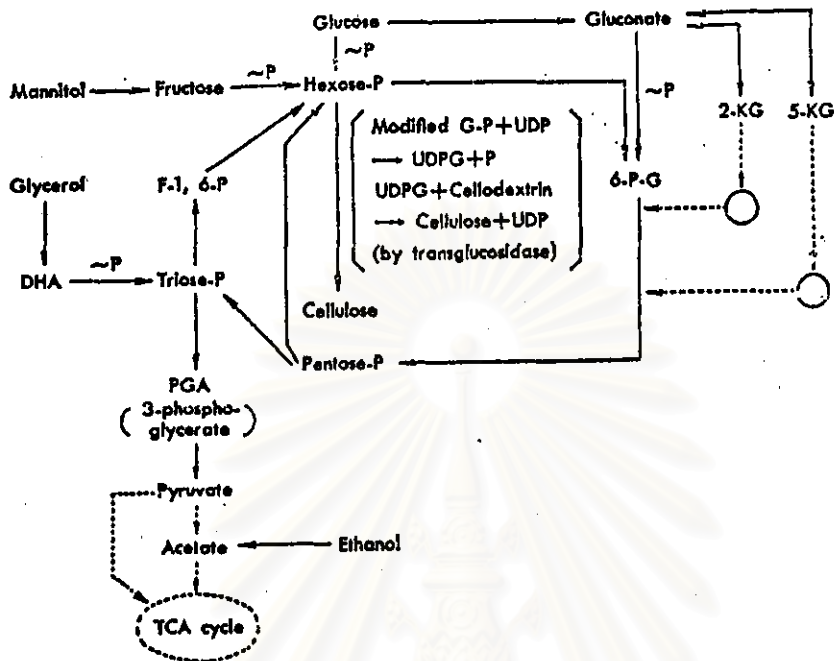 Glucose Gluconate
~P
Mannitol Fructose ~P Hexose-P ~P 2-KG 5-KG
Modified G-P+UDP
→ UDPG+P
UDPG+Cellodextrin
→ Cellulose+UDP
(by transglucosidase)
6-P-G
Glycerol F-1, 6-P
DHA ~P Triose-P
Cellulose
Pentose-P
PGA
(3-phospho-
glycerate)
Pyruvate
Acetate Ethanol
TCA cycle